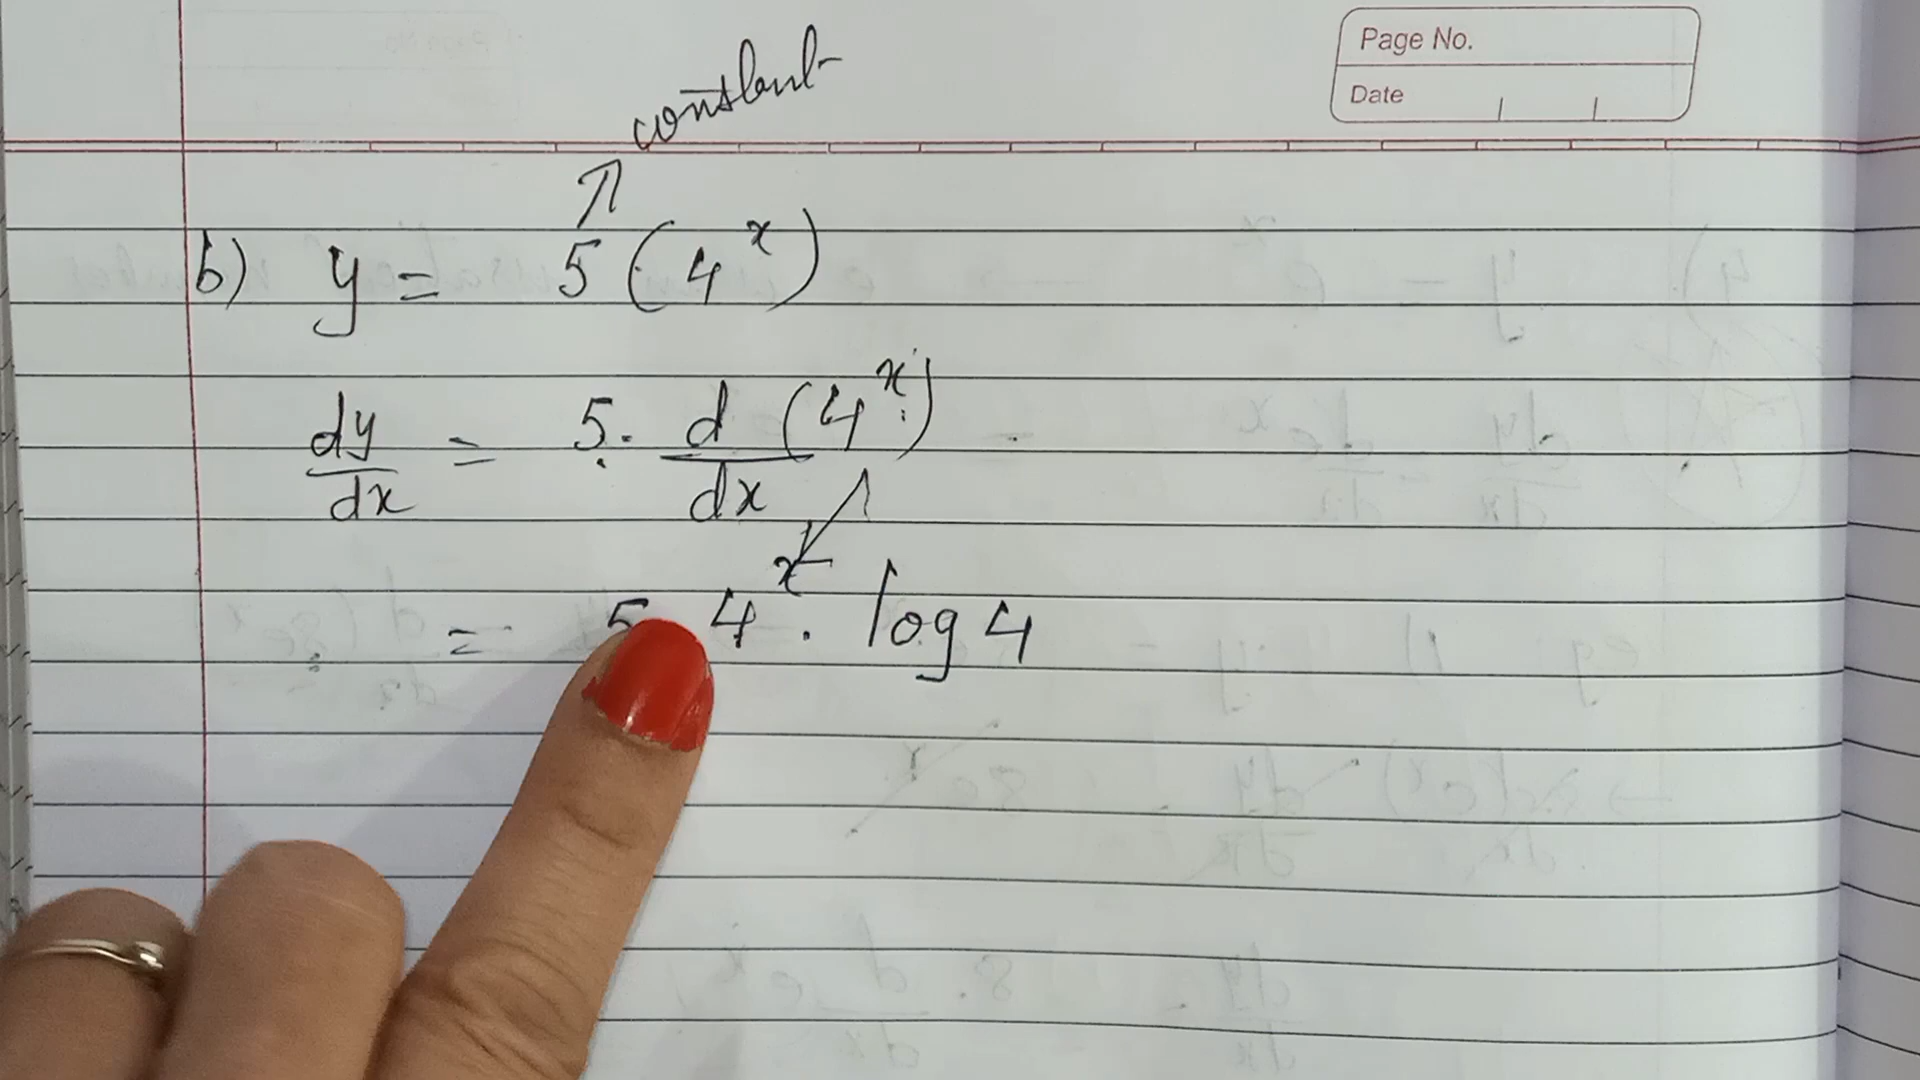 constant
Page No.
Date
b) y = 5 (4^x)
dy/dx = 5. d/dx (4^x)
= 5 4^x . log 4